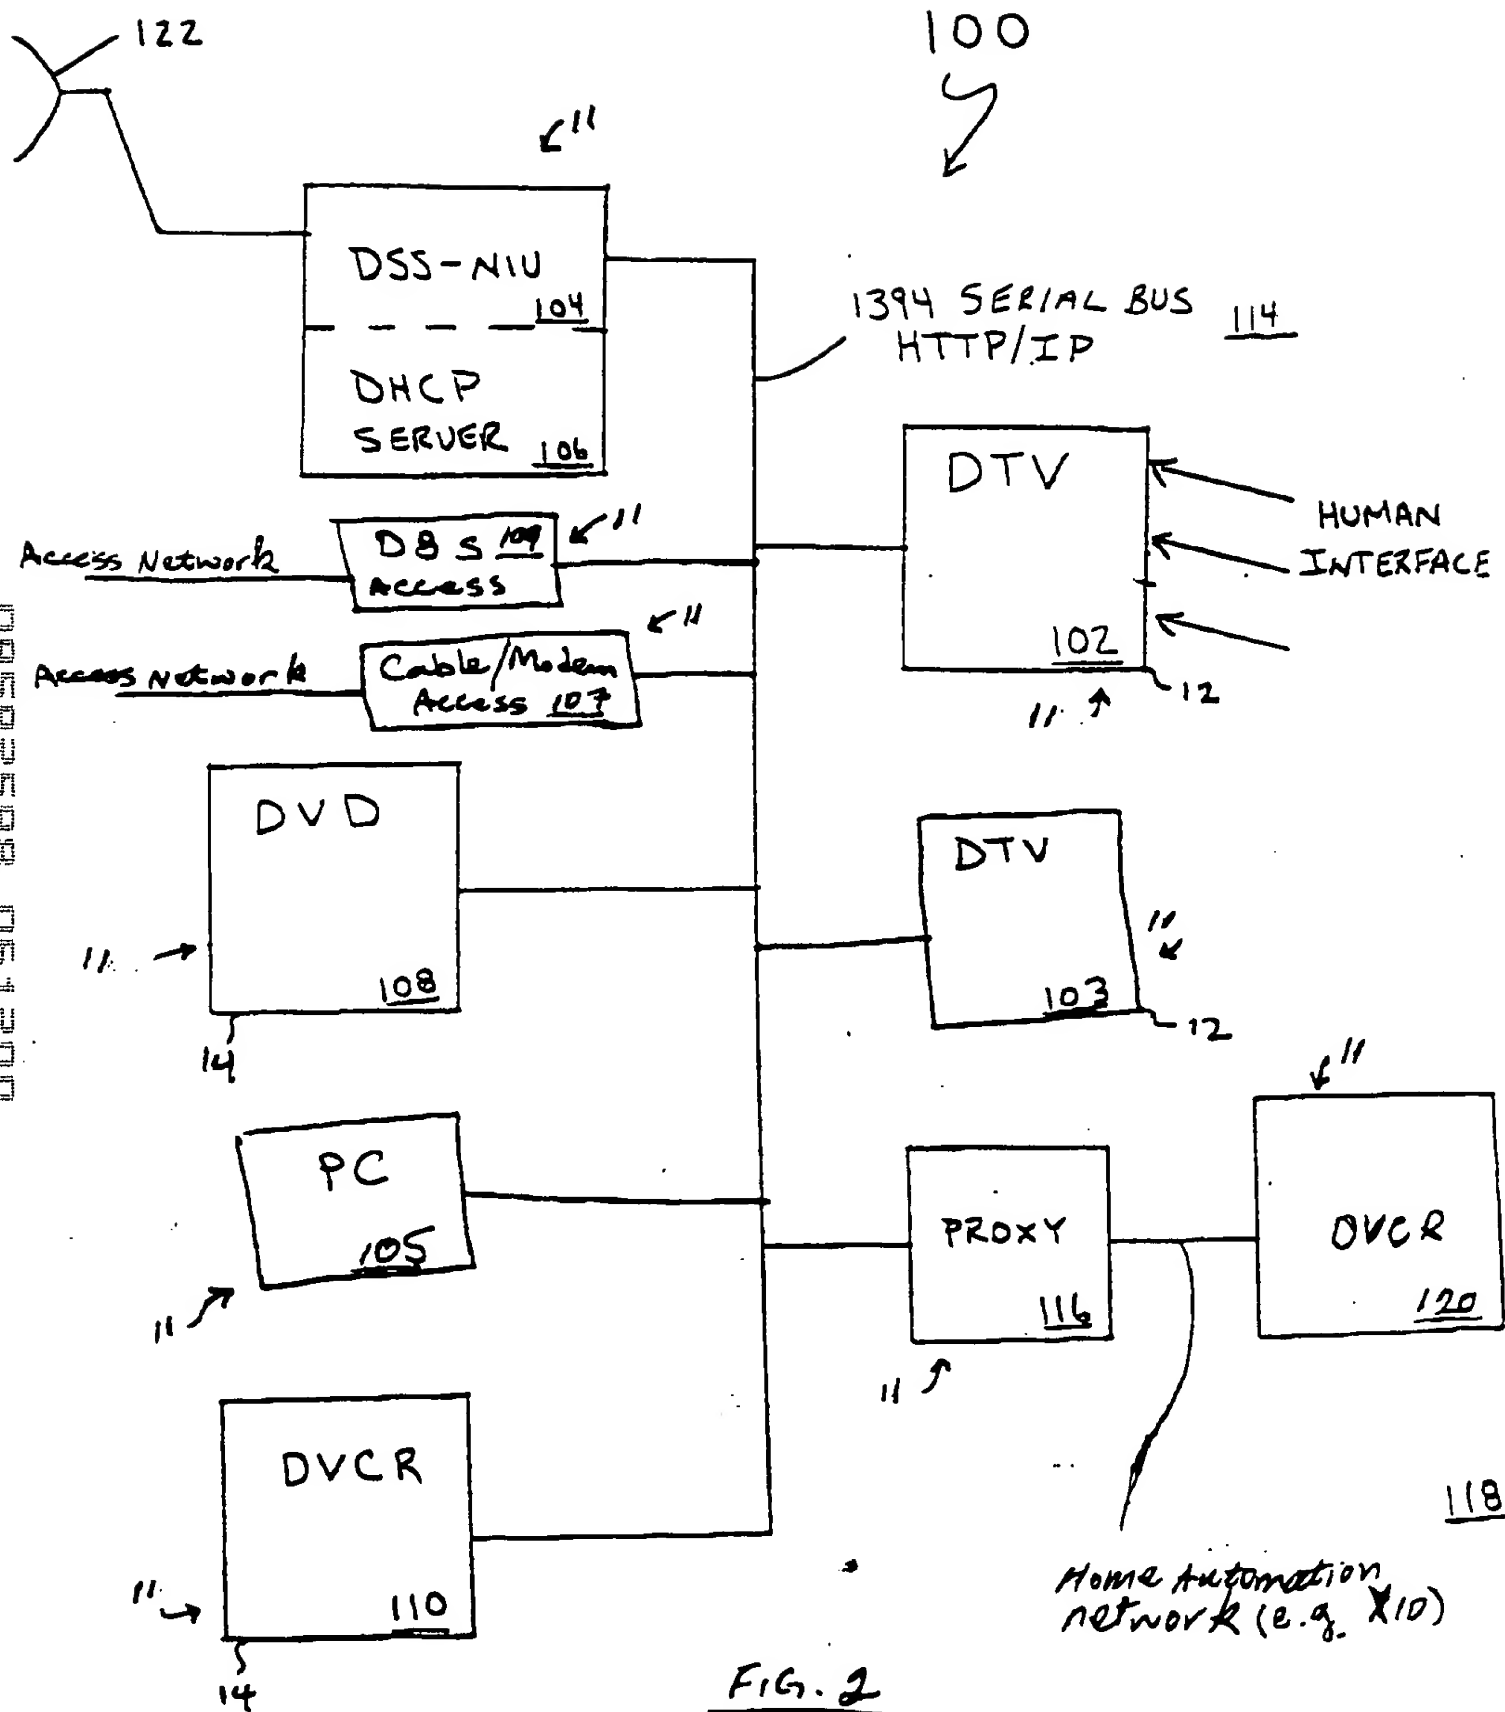 122
100
11
DSS-NIU
104
DHCP
SERVER
106
1394 SERIAL BUS
HTTP/IP
114
DTV
102
12
11
HUMAN
INTERFACE
Access Network
DBS 109
Access
11
Access Network
Cable/Modem
Access 107
11
DVD
108
11
14
DTV
103
11
12
PC
105
11
PROXY
116
11
DVCR
120
11
DVCR
110
11
14
118
Home Automation
network (e.g. X10)
FIG. 2